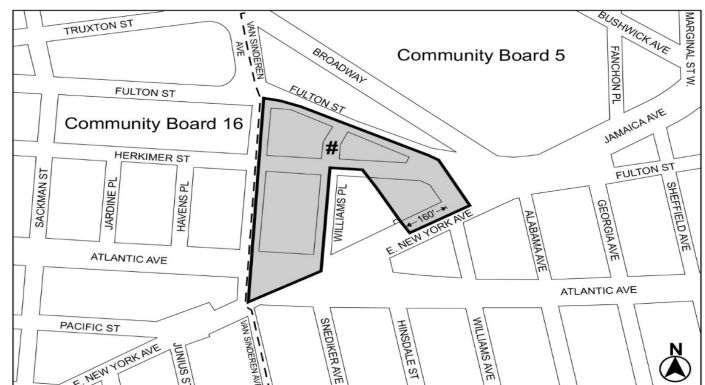 TRUXTON ST
VAN SINDEREN
AVE
BROADWAY
Community Board 5
BUSHWICK AVE
FANCHON PL
MARGINAL ST W.
FULTON ST
FULTON ST
JAMAICA AVE
Community Board 16
HERKIMER ST
#
FULTON ST
SACKMAN ST
JARDINE PL
HAVENS PL
WILLIAMS PL
160'
E. NEW YORK AVE
ALABAMA AVE
GEORGIA AVE
SHEFFIELD AVE
ATLANTIC AVE
ATLANTIC AVE
PACIFIC ST
E. NEW YORK AVE
JUNIUS S
VAN SINDEREN AV
SNEDIKER AVE
HINSDALE ST
WILLIAMS AVE
N